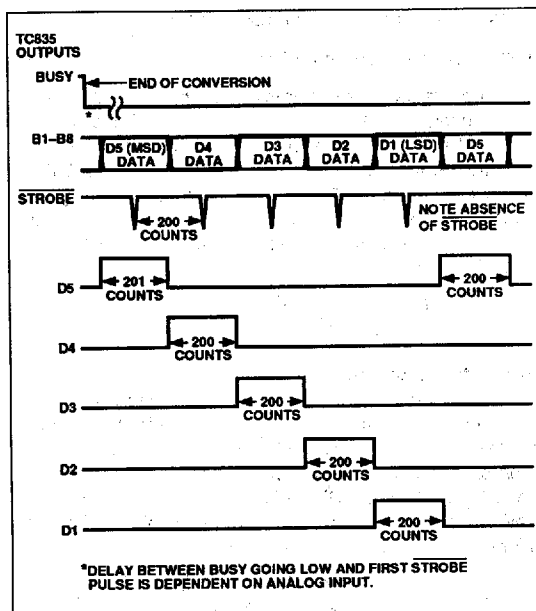 TC835
OUTPUTS
BUSY
END OF CONVERSION
*
B1–B8
D5 (MSD)
DATA
D4
DATA
D3
DATA
D2
DATA
D1 (LSD)
DATA
D5
DATA
STROBE
200
COUNTS
NOTE ABSENCE
OF STROBE
D5
201
COUNTS
200
COUNTS
D4
200
COUNTS
D3
200
COUNTS
D2
200
COUNTS
D1
200
COUNTS
*DELAY BETWEEN BUSY GOING LOW AND FIRST STROBE
PULSE IS DEPENDENT ON ANALOG INPUT.